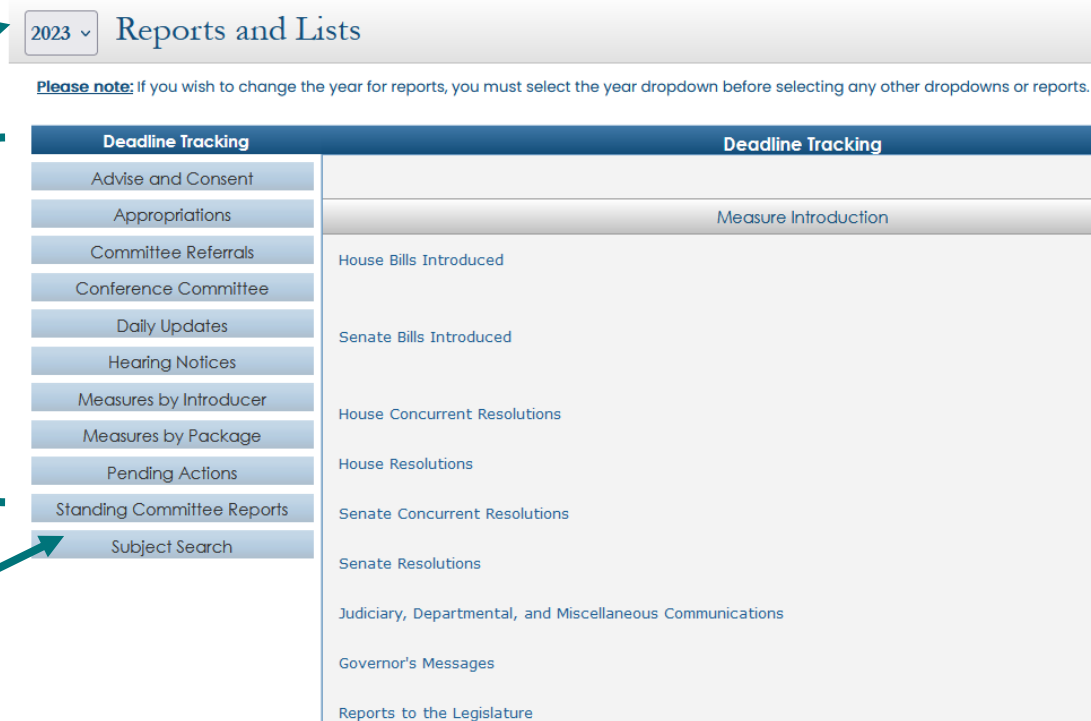 2023 Reports and Lists
Please note: If you wish to change the year for reports, you must select the year dropdown before selecting any other dropdowns or reports.
Deadline Tracking
Advise and Consent
Appropriations
Committee Referrals
Conference Committee
Daily Updates
Hearing Notices
Measures by Introducer
Measures by Package
Pending Actions
Standing Committee Reports
Subject Search
Deadline Tracking
Measure Introduction
House Bills Introduced
Senate Bills Introduced
House Concurrent Resolutions
House Resolutions
Senate Concurrent Resolutions
Senate Resolutions
Judiciary, Departmental, and Miscellaneous Communications
Governor's Messages
Reports to the Legislature